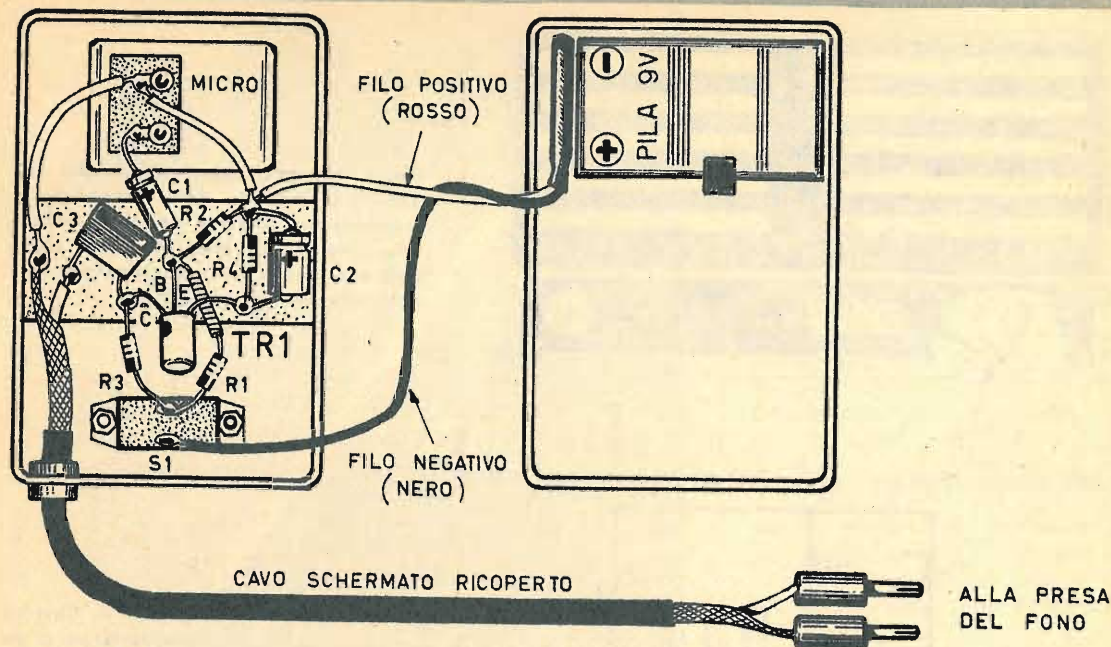 MICRO
C1
R2
C3
R4
C2
B
E
C
TR1
R3
R1
S1
FILO POSITIVO
(ROSSO)
FILO NEGATIVO
(NERO)
PILA 9V
CAVO SCHERMATO RICOPERTO
ALLA PRESA
DEL FONO